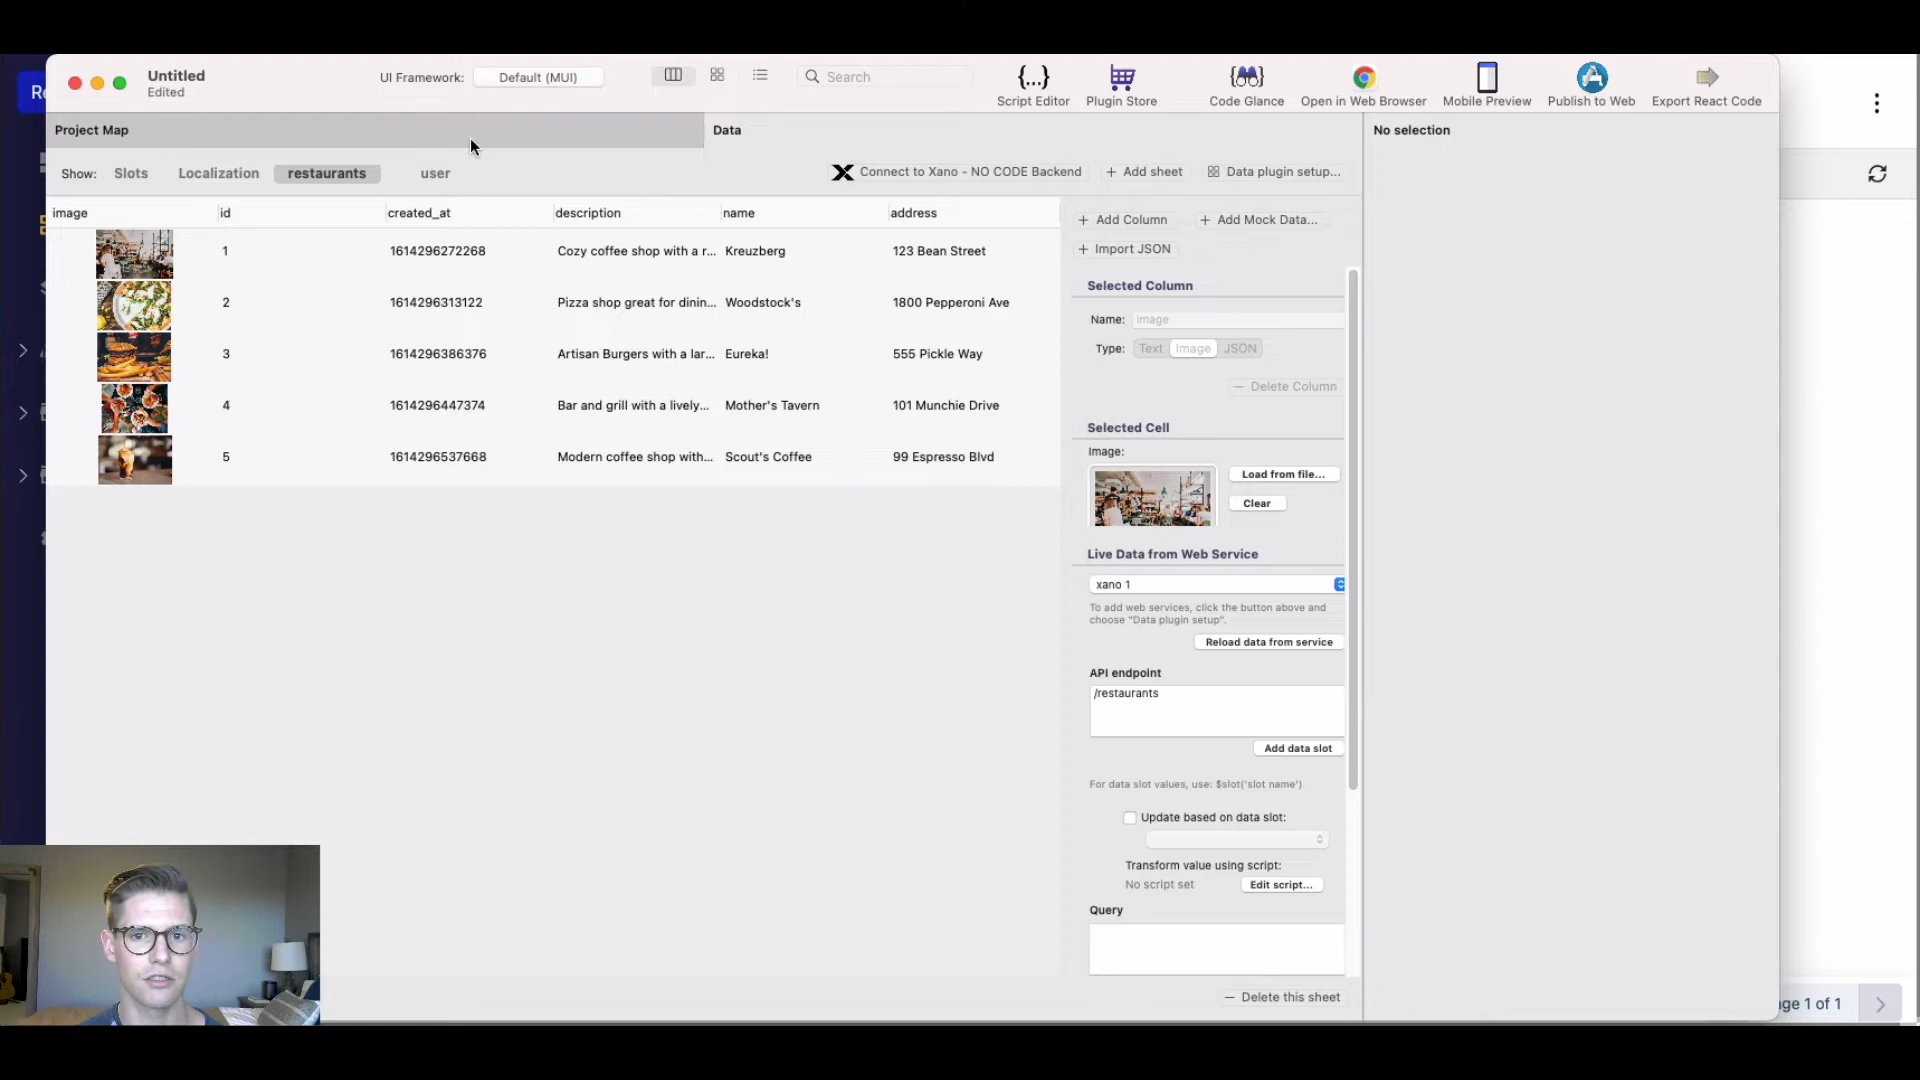 Re
Untitled
Edited
UI Framework: Default (MUI)
Search
Script Editor
Plugin Store
Code Glance
Open in Web Browser
Mobile Preview
Publish to Web
Export React Code
Project Map
Data
No selection
Show: Slots Localization restaurants user
Connect to Xano - NO CODE Backend
+ Add sheet
Data plugin setup...
image id created_at description name address
1 1614296272268 Cozy coffee shop with a r... Kreuzberg 123 Bean Street
2 1614296313122 Pizza shop great for dinin... Woodstock's 1800 Pepperoni Ave
3 1614296386376 Artisan Burgers with a lar... Eureka! 555 Pickle Way
4 1614296447374 Bar and grill with a lively... Mother's Tavern 101 Munchie Drive
5 1614296537668 Modern coffee shop with... Scout's Coffee 99 Espresso Blvd
+ Add Column + Add Mock Data...
+ Import JSON
Selected Column
Name: Image
Type: Text Image JSON
— Delete Column
Selected Cell
Image:
Load from file...
Clear
Live Data from Web Service
xano 1
To add web services, click the button above and
choose "Data plugin setup".
Reload data from service
API endpoint
/restaurants
Add data slot
For data slot values, use: $slot('slot name')
Update based on data slot:
Transform value using script:
No script set Edit script...
Query
— Delete this sheet
ge 1 of 1